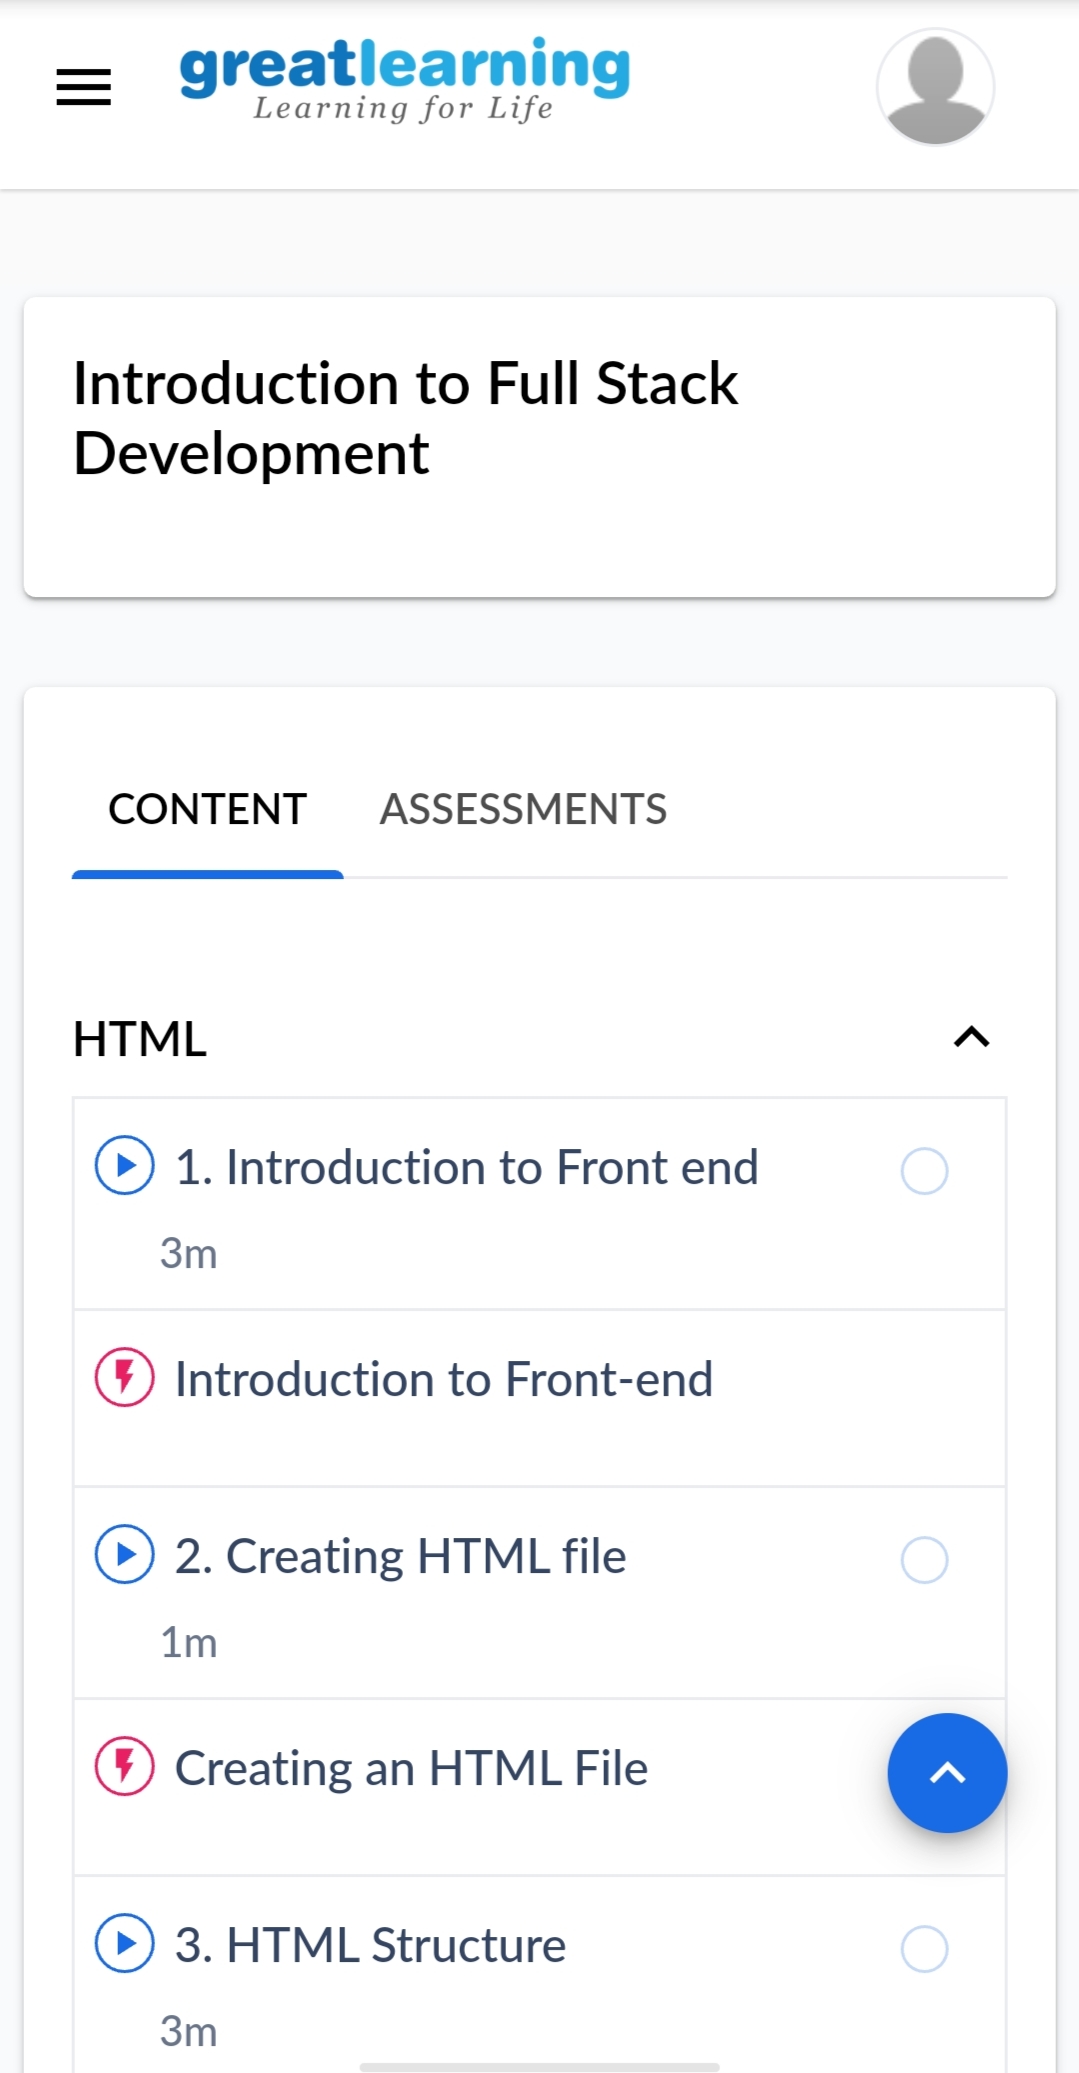 greatlearning
Learning for Life
Introduction to Full Stack
Development
CONTENT
ASSESSMENTS
HTML
1. Introduction to Front end
3m
Introduction to Front-end
2. Creating HTML file
1m
Creating an HTML File
3. HTML Structure
3m